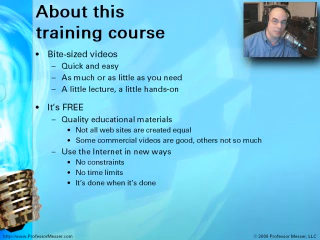 About this
training course
• Bite-sized videos
– Quick and easy
– As much or as little as you need
– A little lecture, a little hands-on
• It's FREE
– Quality educational materials
• Not all web sites are created equal
• Some commercial videos are good, others not so much
– Use the Internet in new ways
• No constraints
• No time limits
• It's done when it's done
http://www.ProfessorMesser.com
© 2008 Professor Messer, LLC